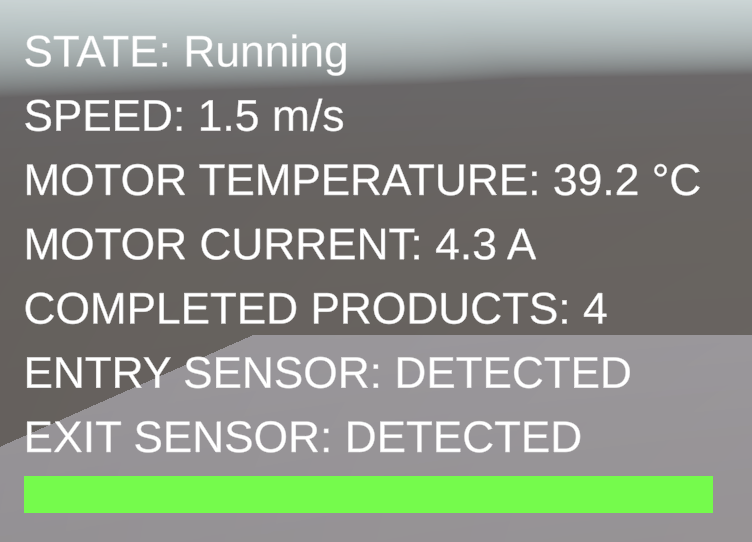 STATE: Running
SPEED: 1.5 m/s
MOTOR TEMPERATURE: 39.2 °C
MOTOR CURRENT: 4.3 A
COMPLETED PRODUCTS: 4
ENTRY SENSOR: DETECTED
EXIT SENSOR: DETECTED